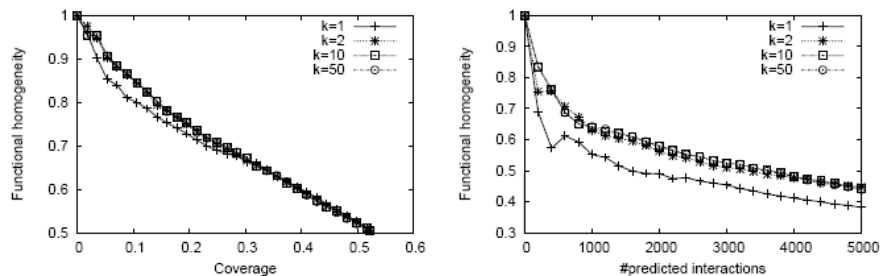 1
0.9
0.8
0.7
0.6
0.5
0 0.1 0.2 0.3 0.4 0.5 0.6
Functional homogeneity
Coverage
k=1
k=2
k=10
k=50
1
0.9
0.8
0.7
0.6
0.5
0.4
0.3
0 1000 2000 3000 4000 5000
Functional homogeneity
#predicted interactions
k=1
k=2
k=10
k=50